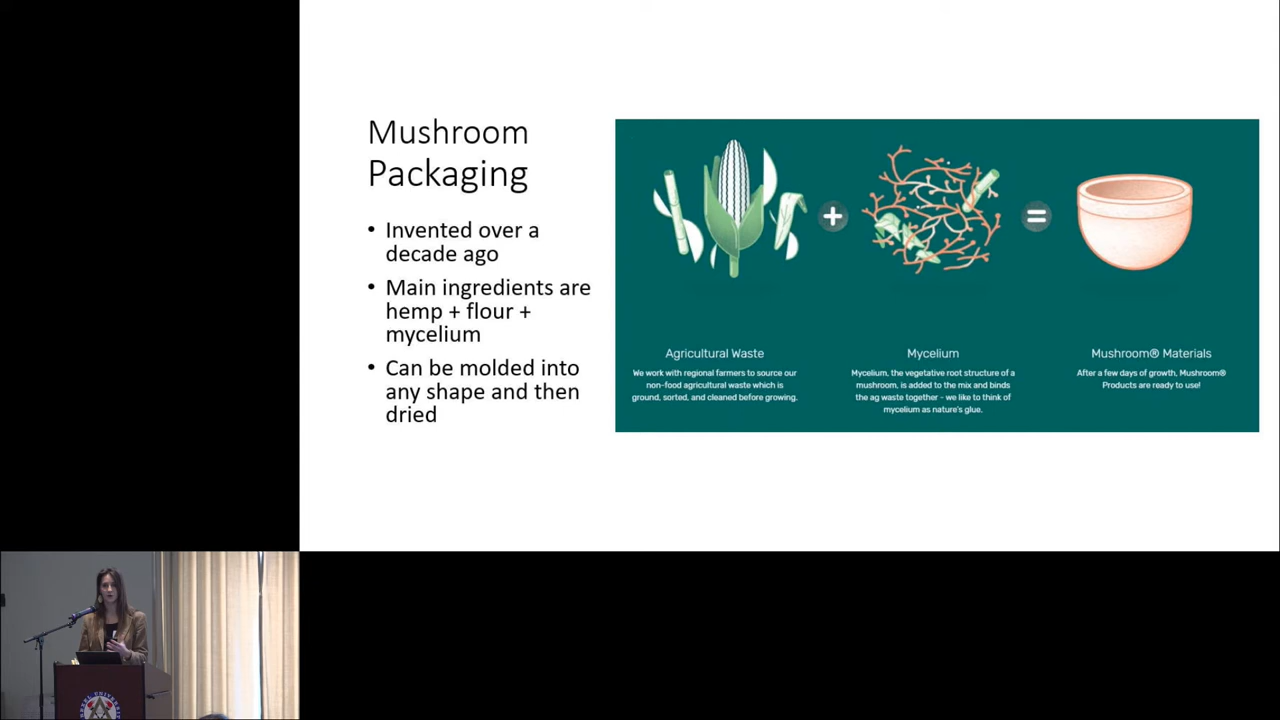 Mushroom
Packaging
• Invented over a
decade ago
• Main ingredients are
hemp + flour +
mycelium
• Can be molded into
any shape and then
dried
+
=
Agricultural Waste
We work with regional farmers to source our
non-food agricultural waste which is
ground, sorted, and cleaned before growing.
Mycelium
Mycelium, the vegetative root structure of a
mushroom, is added to the mix and binds
the ag waste together - we like to think of
mycelium as nature's glue.
Mushroom® Materials
After a few days of growth, Mushroom®
Products are ready to use!